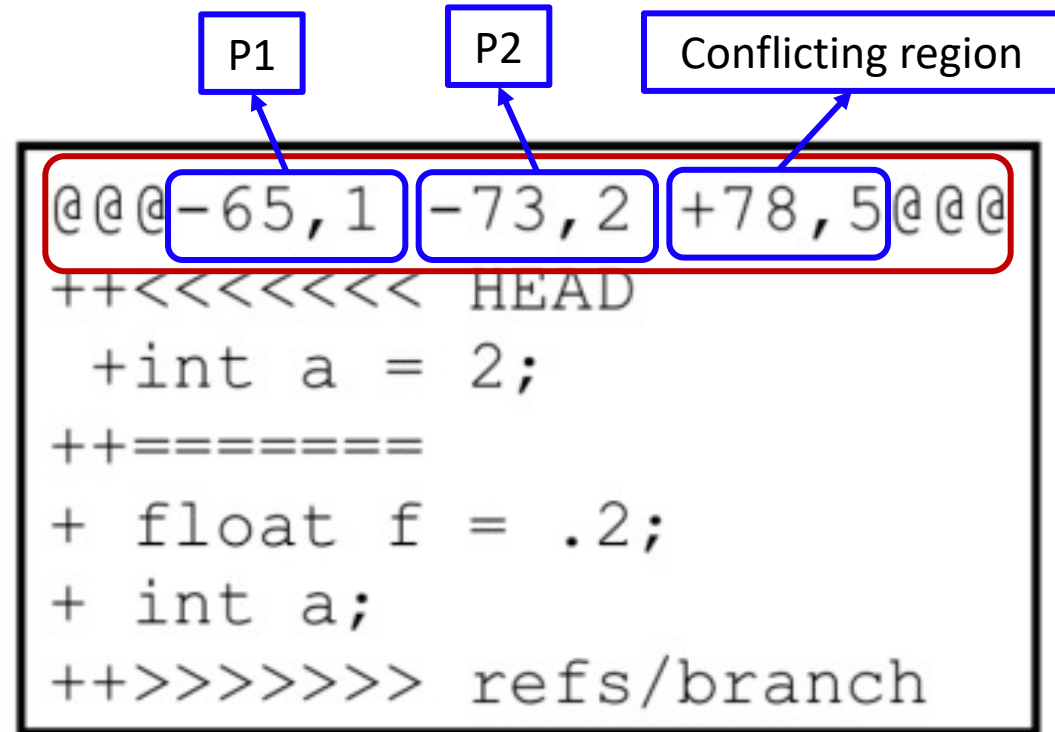 P1 P2 Conflicting region
@@@-65,1 -73,2 +78,5@@@
++<<<<<<< HEAD
 +int a = 2;
++=======
+ float f = .2;
+ int a;
++>>>>>>> refs/branch